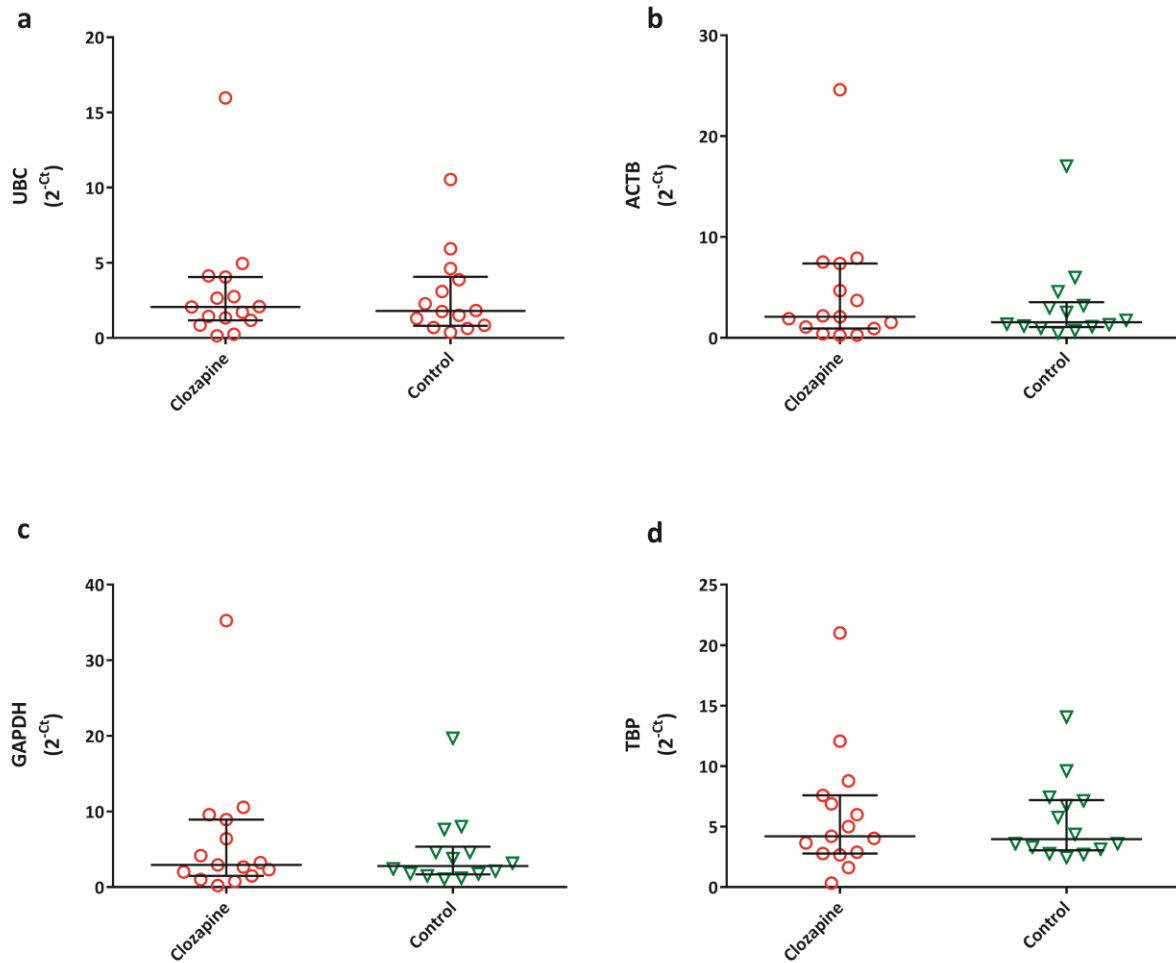 a
UBC
(2^-Ct)
20
15
10
5
0
Clozapine
Control
b
ACTB
(2^-Ct)
30
20
10
0
Clozapine
Control
c
GAPDH
(2^-Ct)
40
30
20
10
0
Clozapine
Control
d
TBP
(2^-Ct)
25
20
15
10
5
0
Clozapine
Control